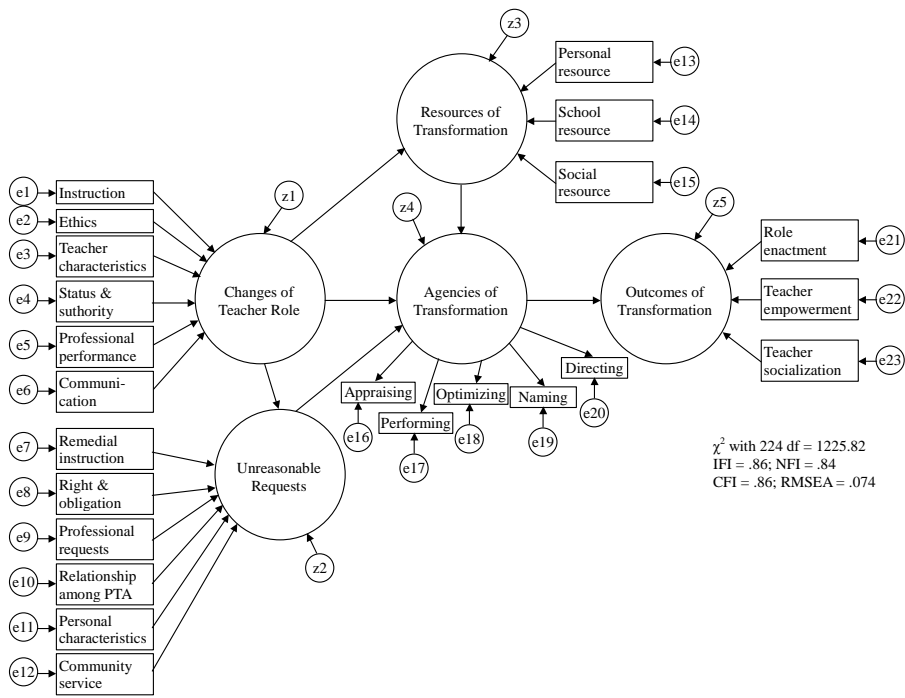 z3
e13
Personal
resource
Resources of
Transformation
School
resource
e14
Social
resource
e15
e1
Instruction
e2
Ethics
e3
Teacher
characteristics
e4
Status &
suthority
e5
Professional
performance
e6
Communi-
cation
z1
Changes of
Teacher Role
z4
Agencies of
Transformation
z5
Outcomes of
Transformation
Role
enactment
e21
Teacher
empowerment
e22
Teacher
socialization
e23
Appraising
Performing
Optimizing
Naming
Directing
e16
e17
e18
e19
e20
e7
Remedial
instruction
e8
Right &
obligation
e9
Professional
requests
e10
Relationship
among PTA
e11
Personal
characteristics
e12
Community
service
Unreasonable
Requests
z2
χ² with 224 df = 1225.82
IFI = .86; NFI = .84
CFI = .86; RMSEA = .074